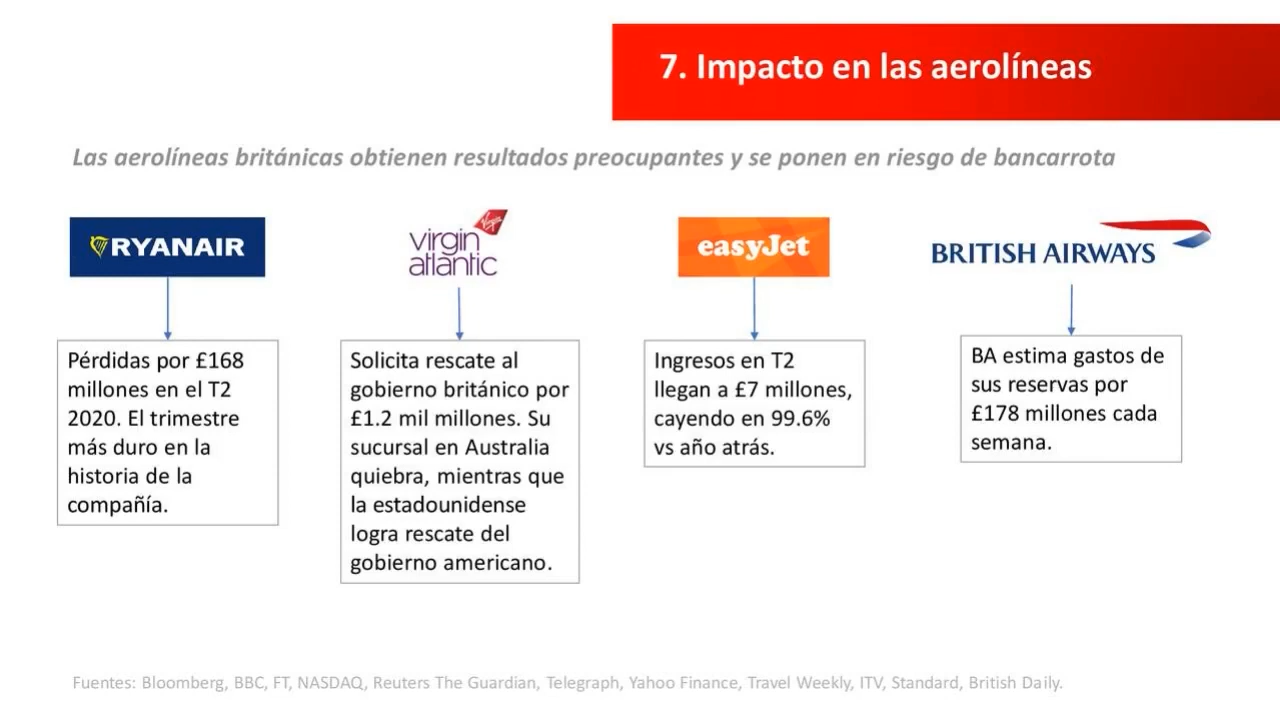 7. Impacto en las aerolíneas
Las aerolíneas británicas obtienen resultados preocupantes y se ponen en riesgo de bancarrota
RYANAIR
Pérdidas por £168
millones en el T2
2020. El trimestre
más duro en la
historia de la
compañía.
Virgin
virgin
atlantic
Solicita rescate al
gobierno británico por
£1.2 mil millones. Su
sucursal en Australia
quiebra, mientras que
la estadounidense
logra rescate del
gobierno americano.
easyJet
Ingresos en T2
llegan a £7 millones,
cayendo en 99.6%
vs año atrás.
BRITISH AIRWAYS
BA estima gastos de
sus reservas por
£178 millones cada
semana.
Fuentes: Bloomberg, BBC, FT, NASDAQ, Reuters The Guardian, Telegraph, Yahoo Finance, Travel Weekly, ITV, Standard, British Daily.